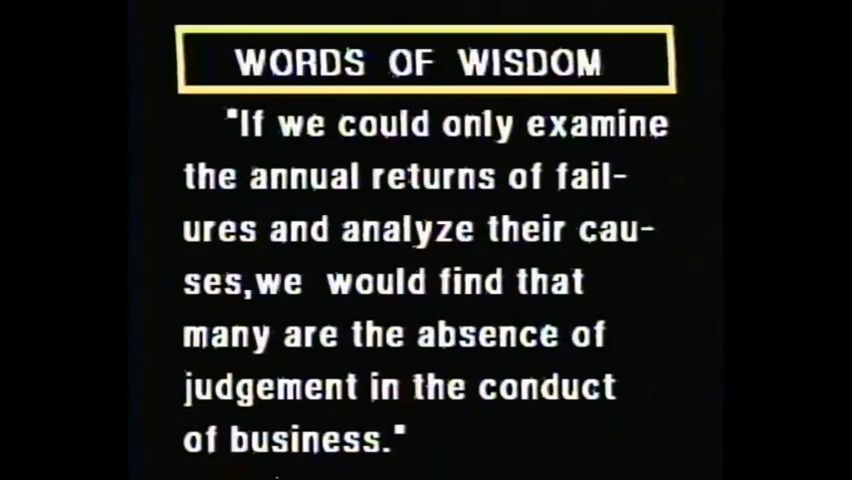 WORDS OF WISDOM
"If we could only examine
the annual returns of fail-
ures and analyze their cau-
ses,we would find that
many are the absence of
judgement in the conduct
of business."